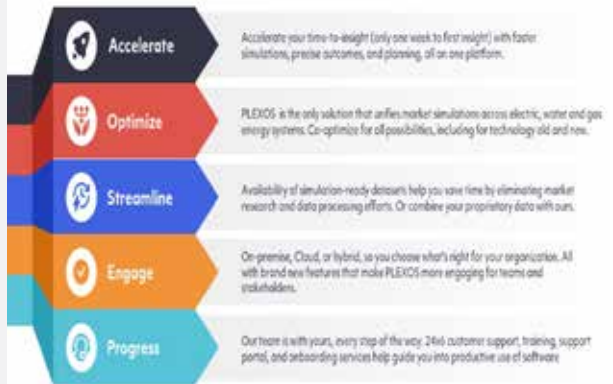 Accelerate
Accelerate your time-to-insight (only one week to first insight) with faster
simulations, precise outcomes, and planning, all on one platform.
Optimize
PLEXOS is the only solution that unifies market simulations across electric, water and gas
energy systems. Co-optimize for all possibilities, including for technology old and new.
Streamline
Availability of simulation-ready datasets help you save time by eliminating market
research and data processing efforts. Or combine your proprietary data with ours.
Engage
On-premise, Cloud, or hybrid, so you choose what's right for your organization. All
with brand new features that make PLEXOS more engaging for teams and
stakeholders.
Progress
Our team is with yours, every step of the way. 24x6 customer support, training, support
portal, and onboarding services help guide you into productive use of software